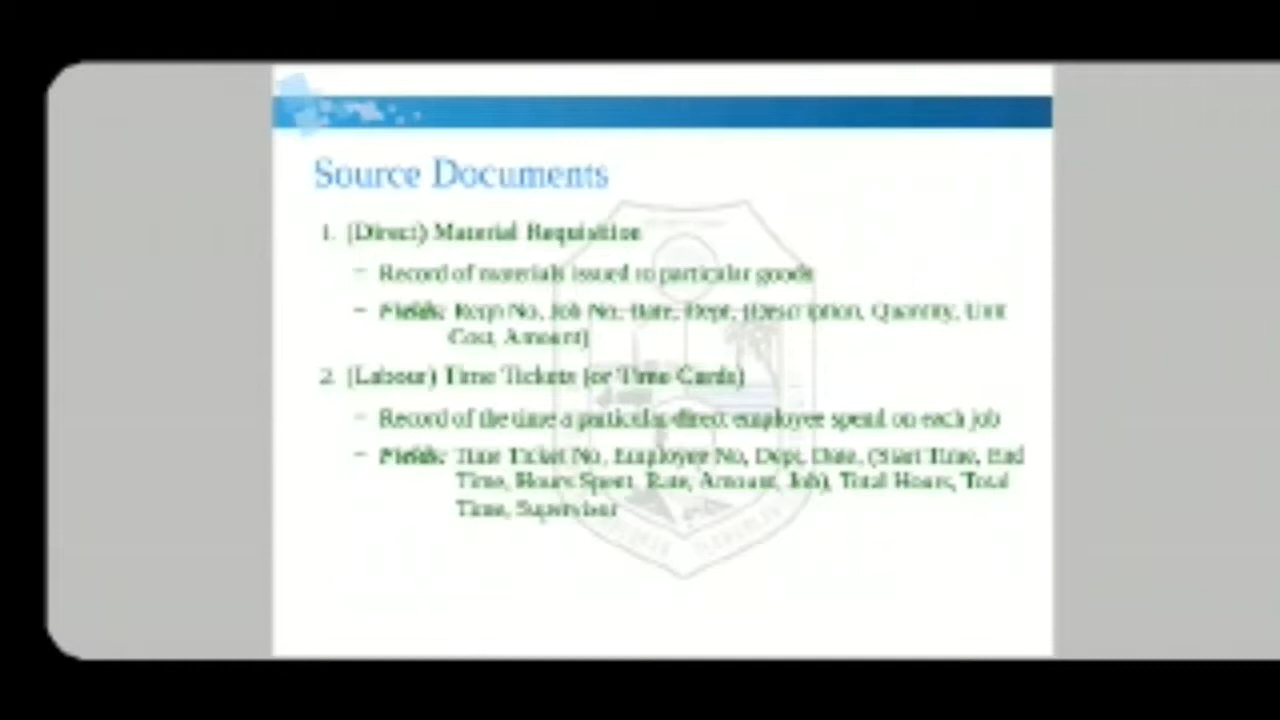 Source Documents
1. (Direct) Material Requisition
– Record of materials issued to particular goods
– Fields: Reqn No, Job No, Date, Dept, (Description, Quantity, Unit
Cost, Amount)
2. (Labour) Time Tickets (or Time Cards)
– Record of the time a particular direct employee spend on each job
– Fields: Time Ticket No, Employee No, Dept, Date, (Start Time, End
Time, Hours Spent, Rate, Amount, Job), Total Hours, Total
Time, Supervisor